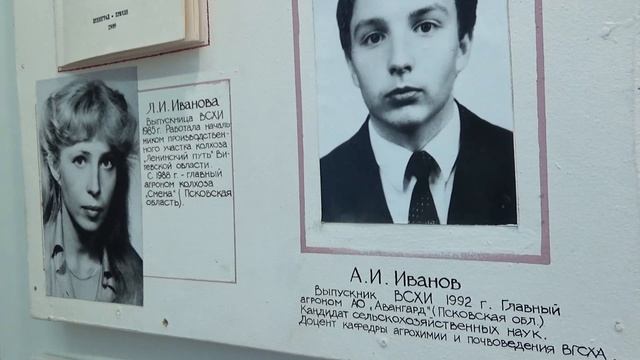 1989
Л.И. Иванова
Выпускница ВСХИ
1985 г. Работала началь-
ником производствен-
ного участка колхоза
„Ленинский путь" Ви-
тебской области.
С 1988 г. - главный
агроном колхоза
„Смена" (Псковская
область).
А.И. Иванов
Выпускник ВСХИ 1992 г. Главный
агроном АО „Авангард" (Псковская обл.)
Кандидат сельскохозяйственных наук.
Доцент кафедры агрохимии и почвоведения ВГСХА